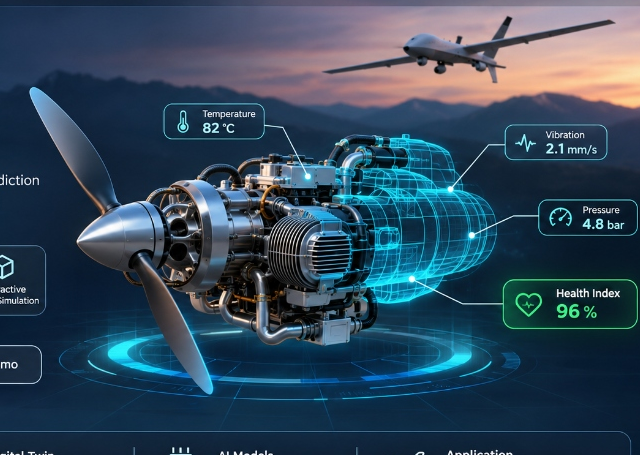 Temperature
82 °C
Vibration
2.1 mm/s
diction
Pressure
4.8 bar
active
Simulation
Health Index
96 %
mo
AI Models
Application